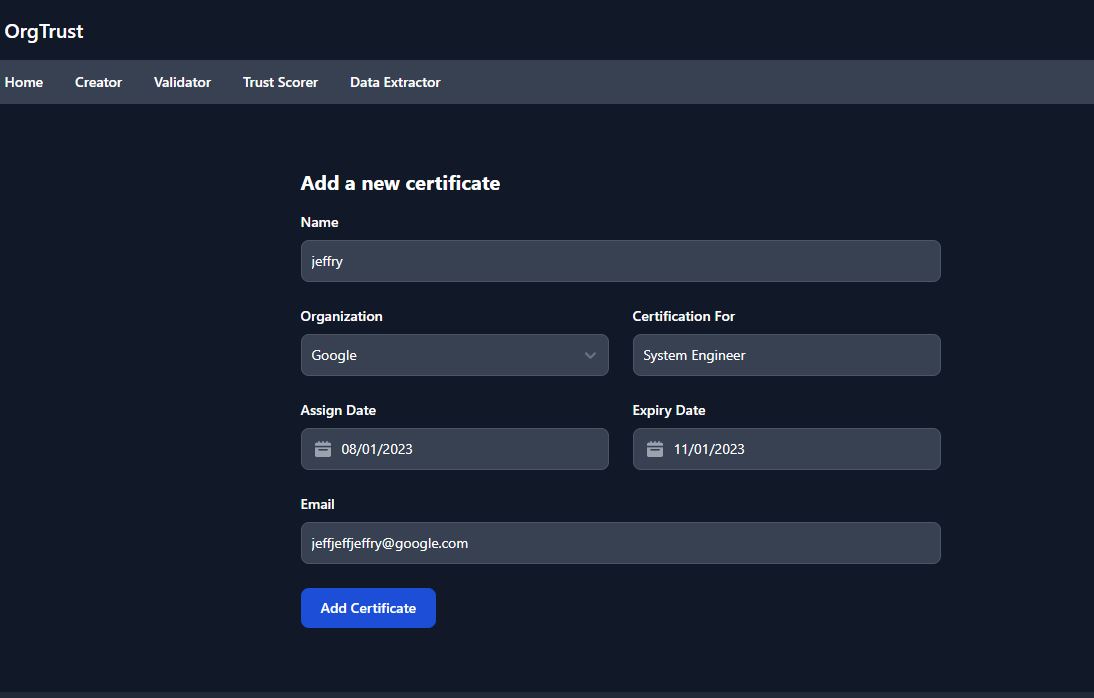 OrgTrust
Home Creator Validator Trust Scorer Data Extractor
Add a new certificate
Name
jeffry
Organization Certification For
Google System Engineer
Assign Date Expiry Date
08/01/2023 11/01/2023
Email
jeffjeffjeffry@google.com
Add Certificate